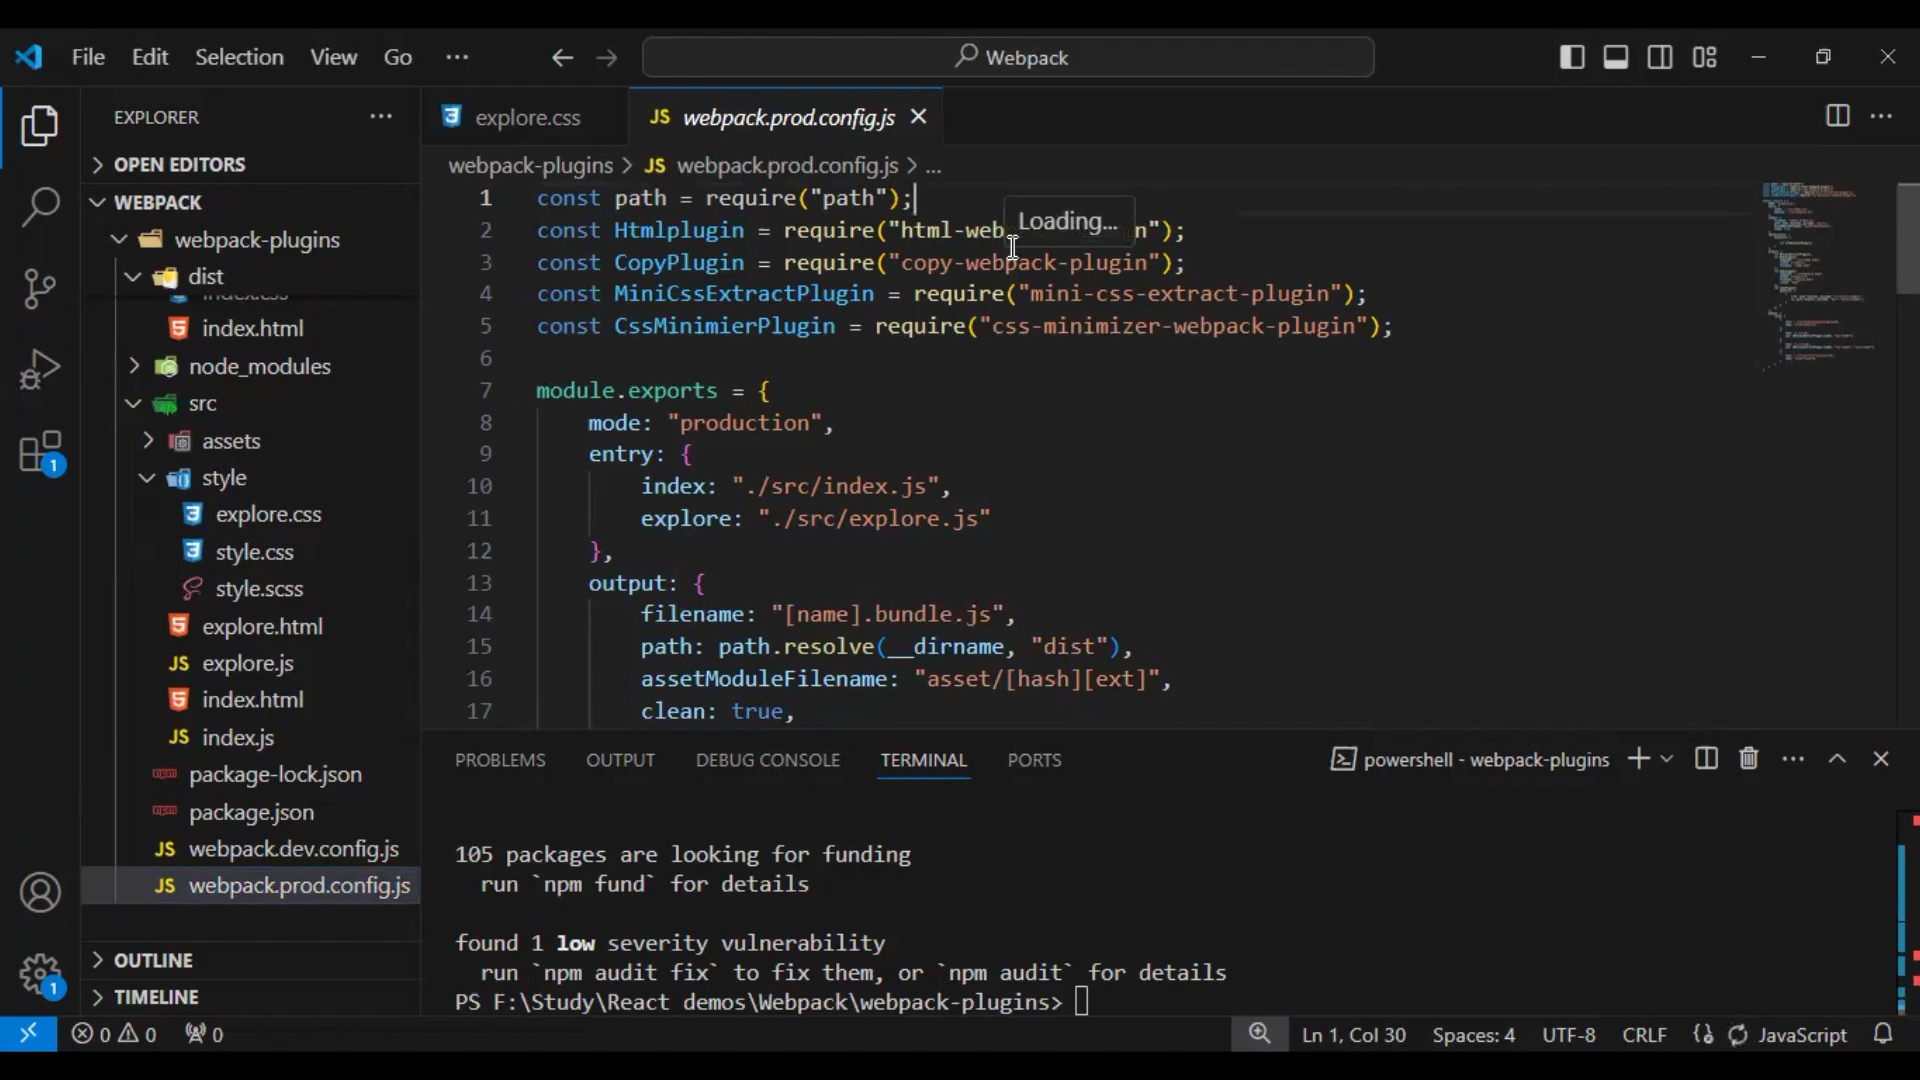 File Edit Selection View Go ··· Webpack
EXPLORER ···
OPEN EDITORS
WEBPACK
webpack-plugins
dist
index.css
index.html
node_modules
src
assets
style
explore.css
style.css
style.scss
explore.html
explore.js
index.html
index.js
package-lock.json
package.json
webpack.dev.config.js
webpack.prod.config.js
OUTLINE
TIMELINE
1
1
explore.css JS webpack.prod.config.js
webpack-plugins > JS webpack.prod.config.js > ...
1 const path = require("path");
Loading...
2 const Htmlplugin = require("html-web n");
3 const CopyPlugin = require("copy-webpack-plugin");
4 const MiniCssExtractPlugin = require("mini-css-extract-plugin");
5 const CssMinimierPlugin = require("css-minimizer-webpack-plugin");
6
7 module.exports = {
8 mode: "production",
9 entry: {
10 index: "./src/index.js",
11 explore: "./src/explore.js"
12 },
13 output: {
14 filename: "[name].bundle.js",
15 path: path.resolve(__dirname, "dist"),
16 assetModuleFilename: "asset/[hash][ext]",
17 clean: true,
PROBLEMS OUTPUT DEBUG CONSOLE TERMINAL PORTS powershell - webpack-plugins
105 packages are looking for funding
run `npm fund` for details
found 1 low severity vulnerability
run `npm audit fix` to fix them, or `npm audit` for details
PS F:\Study\React demos\Webpack\webpack-plugins>
0 0 0 Ln 1, Col 30 Spaces: 4 UTF-8 CRLF JavaScript